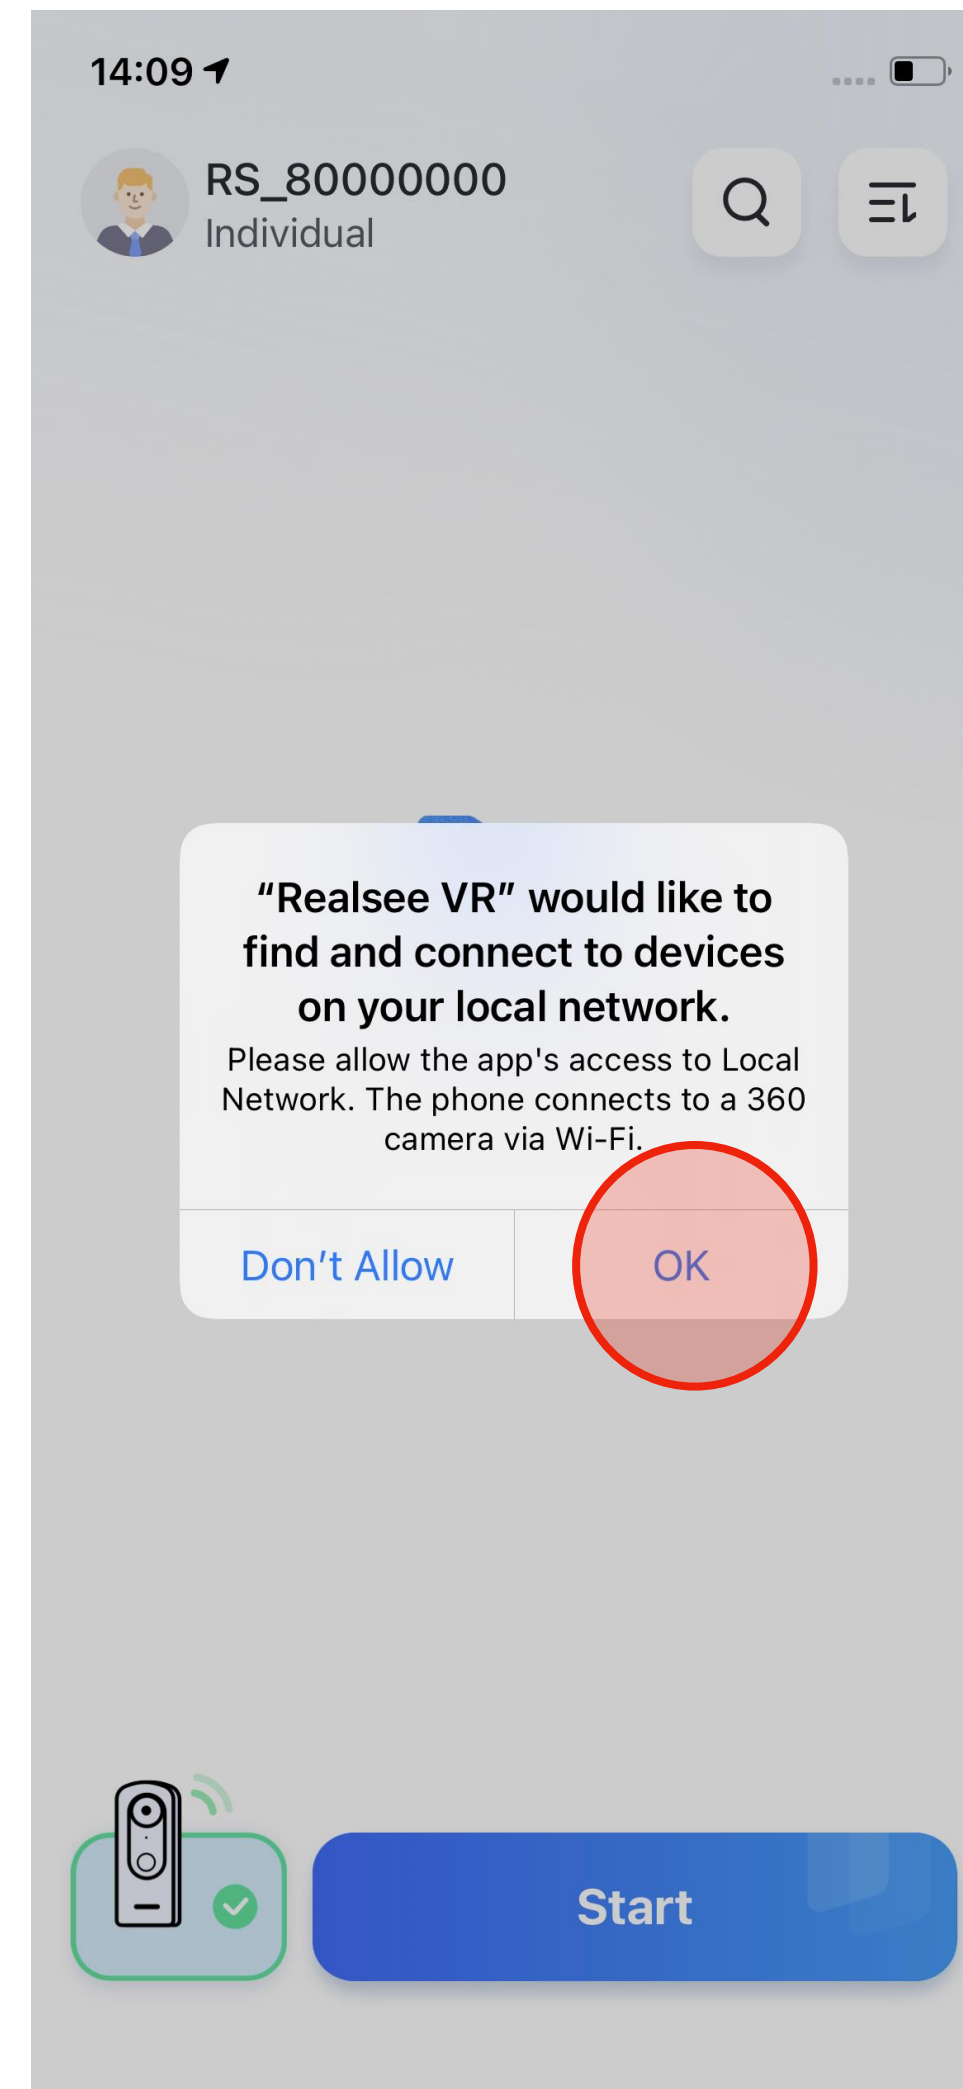 14:09
RS_80000000
Individual
“Realsee VR” would like to
find and connect to devices
on your local network.
Please allow the app's access to Local
Network. The phone connects to a 360
camera via Wi-Fi.
Don’t Allow
OK
Start